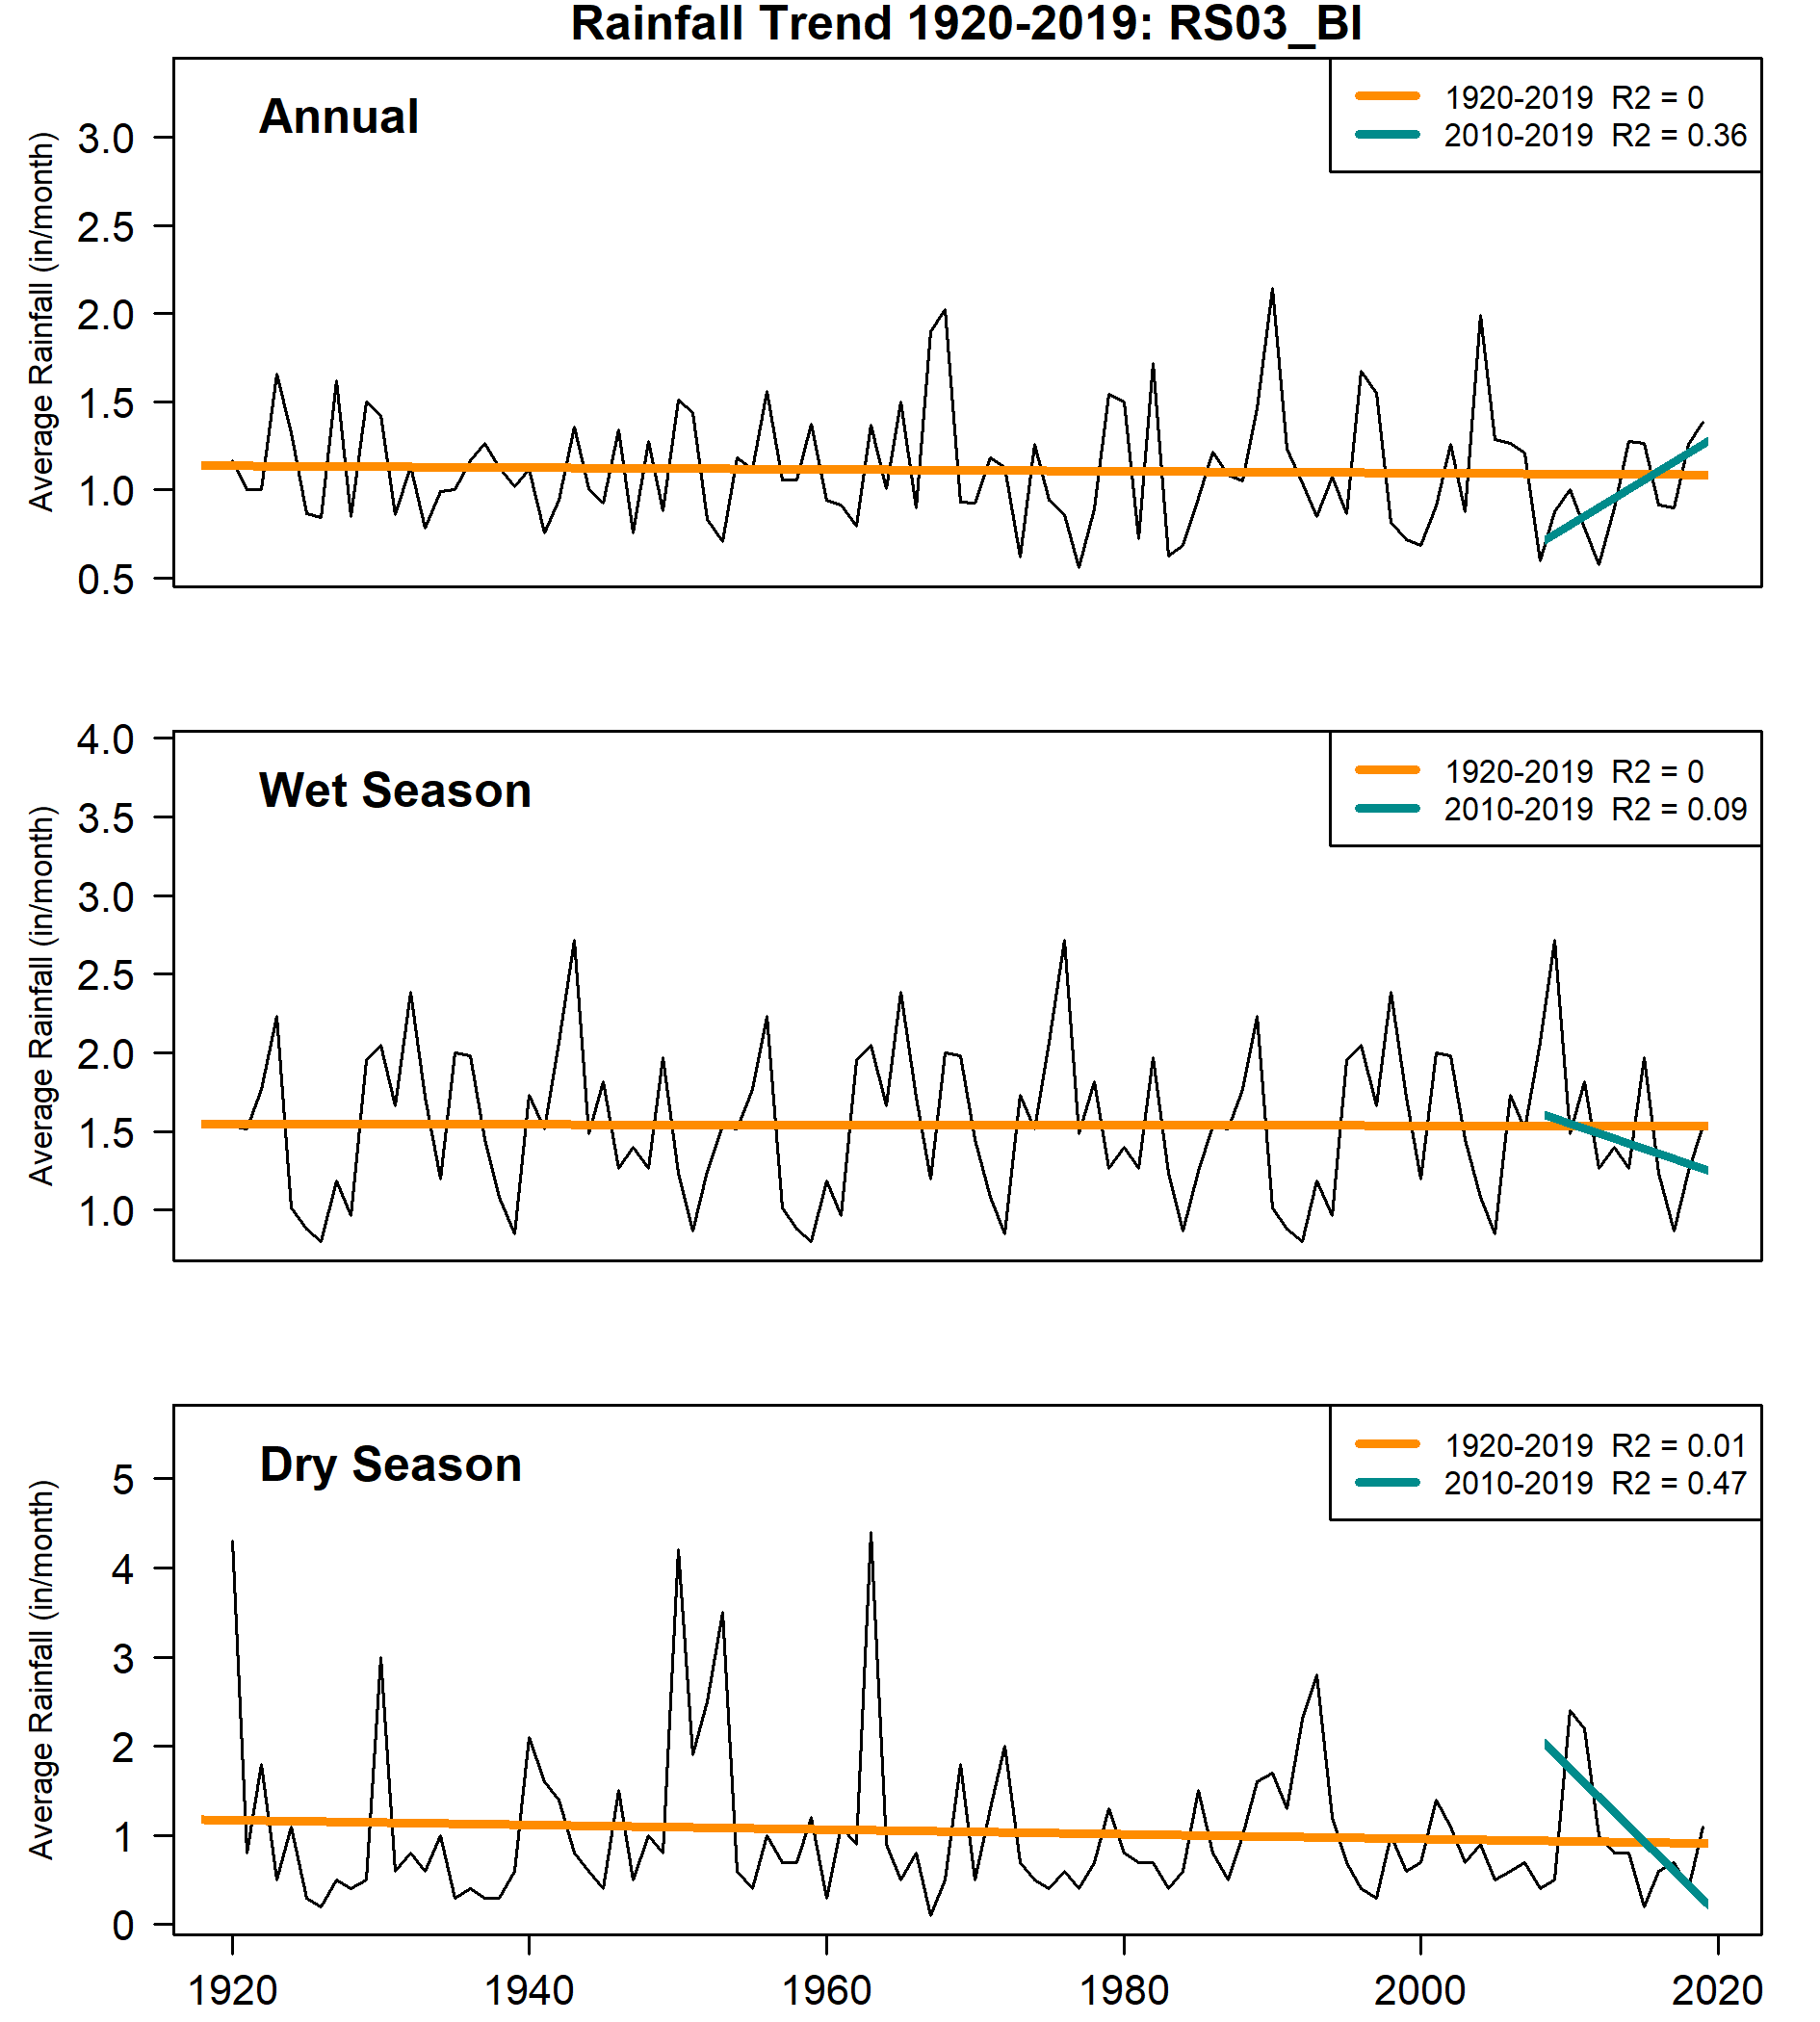 Rainfall Trend 1920-2019: RS03_BI
Annual
1920-2019 R2 = 0
2010-2019 R2 = 0.36
Average Rainfall (in/month)
3.0
2.5
2.0
1.5
1.0
0.5
Wet Season
1920-2019 R2 = 0
2010-2019 R2 = 0.09
Average Rainfall (in/month)
4.0
3.5
3.0
2.5
2.0
1.5
1.0
Dry Season
1920-2019 R2 = 0.01
2010-2019 R2 = 0.47
Average Rainfall (in/month)
5
4
3
2
1
0
1920 1940 1960 1980 2000 2020